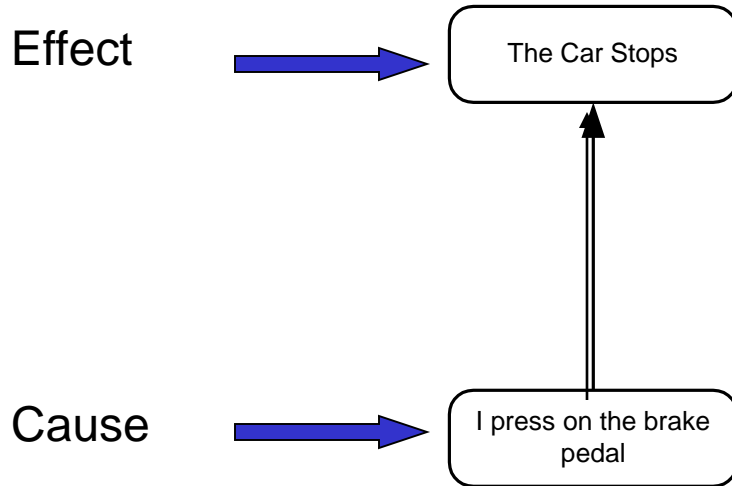 Effect
The Car Stops
Cause
I press on the brake
pedal